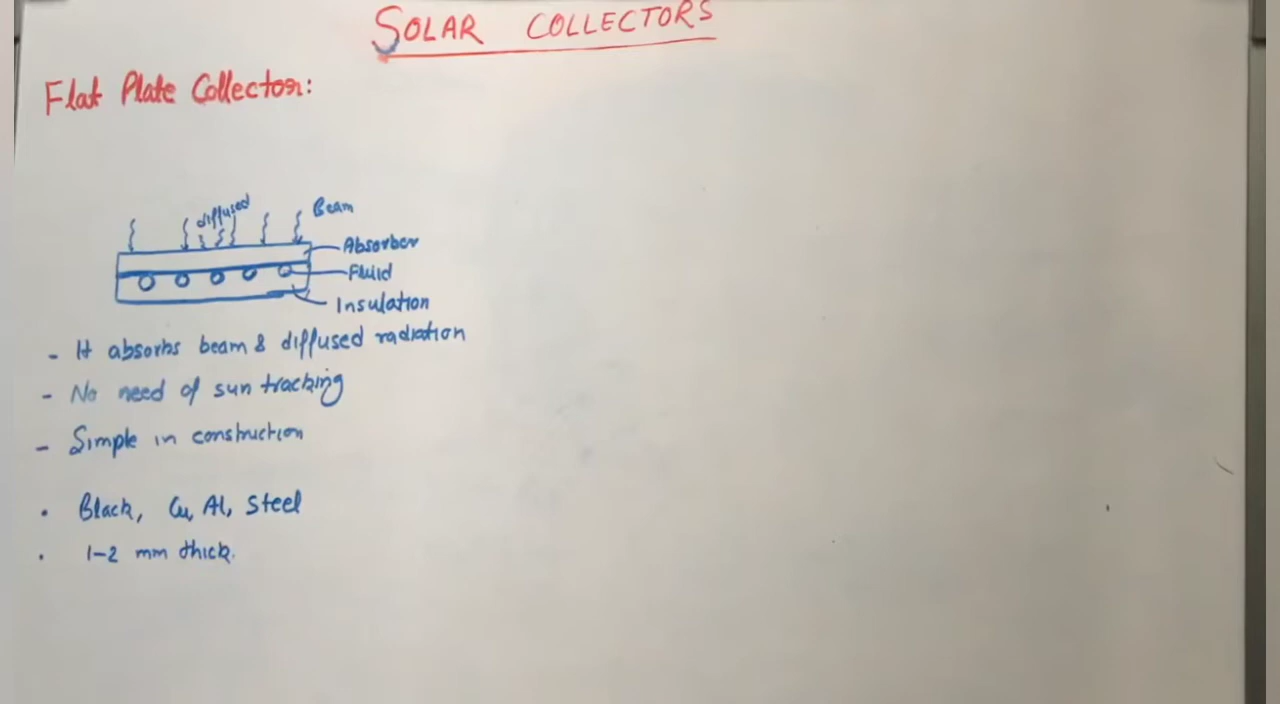 SOLAR COLLECTORS
Flat Plate Collector:
diffused
Beam
Absorber
Fluid
Insulation
- It absorbs beam & diffused radiation
- No need of sun tracking
- Simple in construction
• Black, Cu, Al, Steel
• 1-2 mm thick.